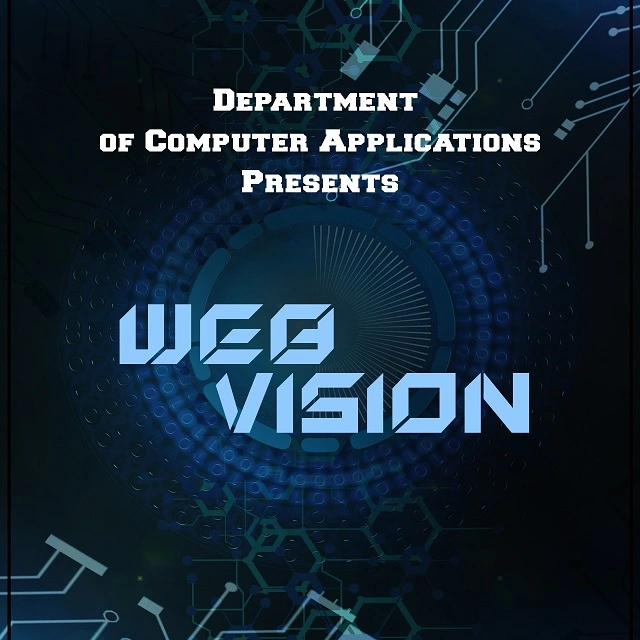 Department
of Computer Applications
Presents
WEB
VISION